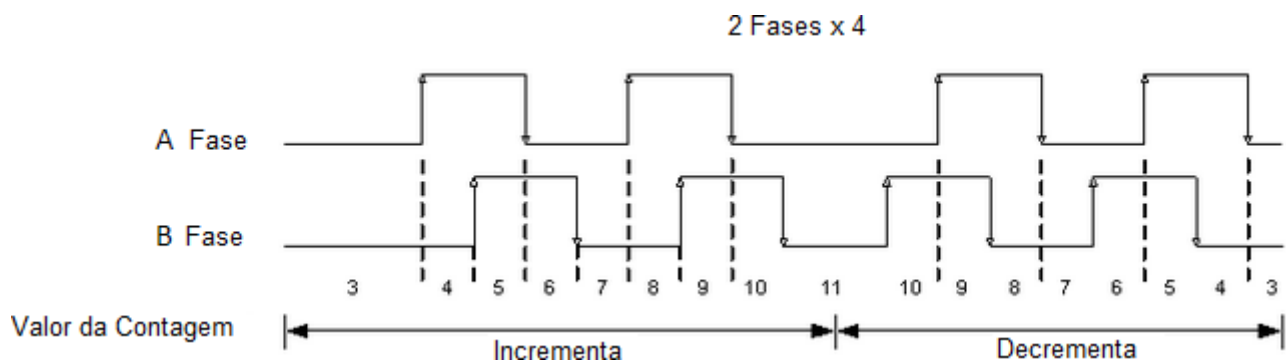 2 Fases x 4
A Fase
B Fase
3 4 5 6 7 8 9 10 11 10 9 8 7 6 5 4 3
Valor da Contagem
Incrementa Decrementa